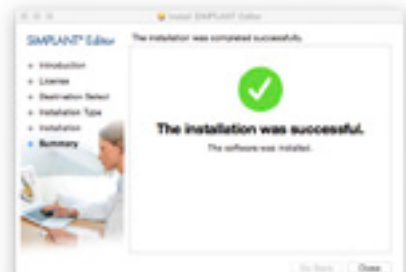 Install SIMPLANT Editor
SIMPLANT® Editor
The installation was completed successfully.
Introduction
License
Destination Select
Installation Type
Installation
Summary
The installation was successful.
The software was installed.
Go Back
Close